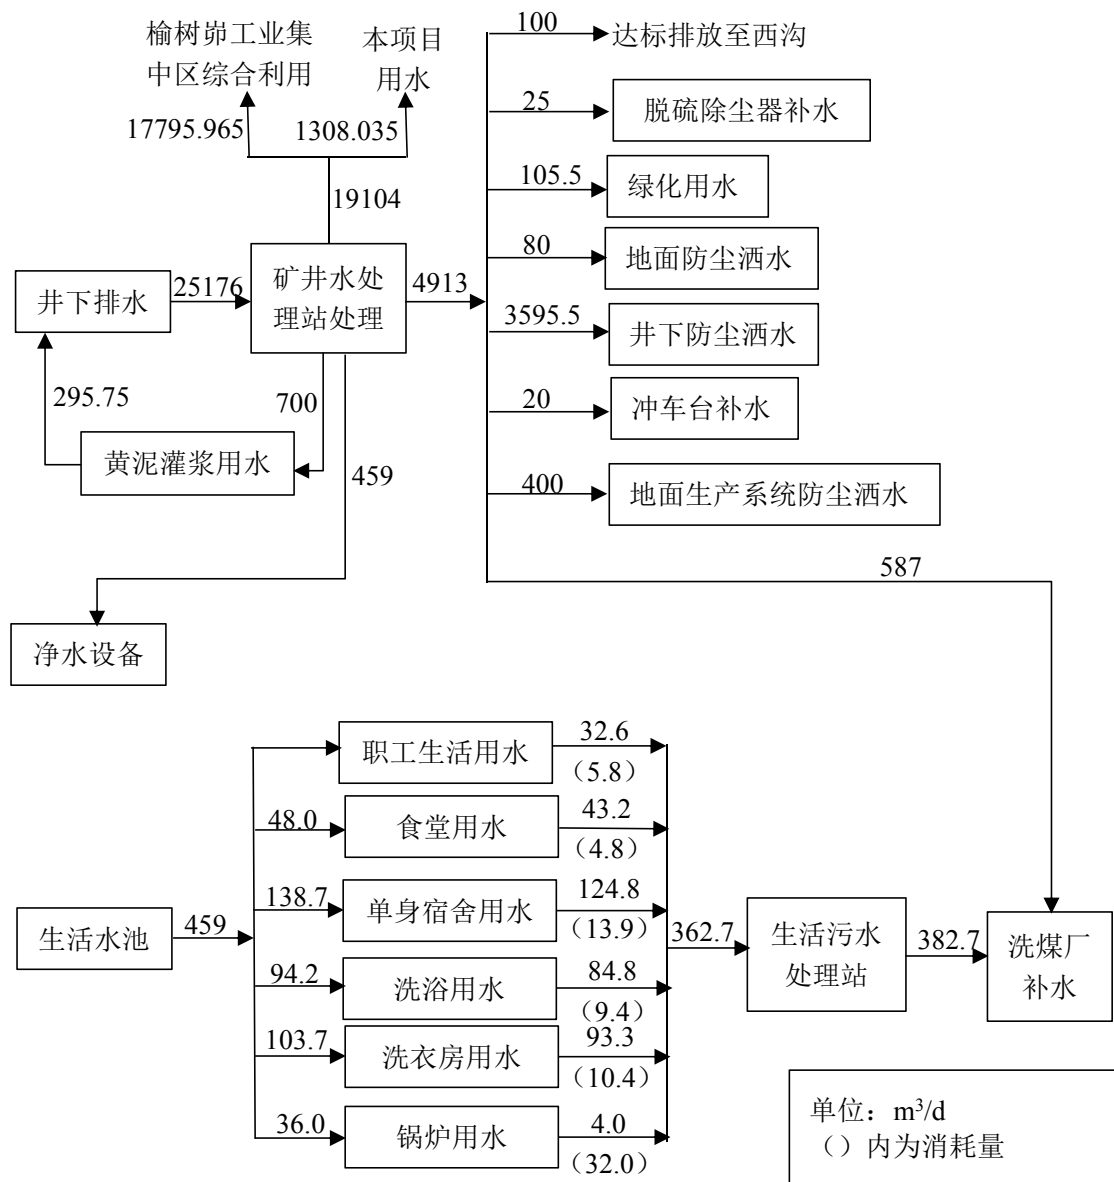 榆树峁工业集
中区综合利用
本项目
用水
17795.965
1308.035
19104
100
达标排放至西沟
25
脱硫除尘器补水
105.5
绿化用水
80
地面防尘洒水
井下排水
25176
矿井水处
理站处理
4913
3595.5
井下防尘洒水
295.75
700
20
冲车台补水
黄泥灌浆用水
459
400
地面生产系统防尘洒水
587
净水设备
职工生活用水
32.6
（5.8）
48.0
食堂用水
43.2
（4.8）
138.7
单身宿舍用水
124.8
（13.9）
生活水池
459
362.7
生活污水
处理站
382.7
洗煤厂
补水
94.2
洗浴用水
84.8
（9.4）
103.7
洗衣房用水
93.3
（10.4）
36.0
锅炉用水
4.0
（32.0）
单位：m³/d
（）内为消耗量